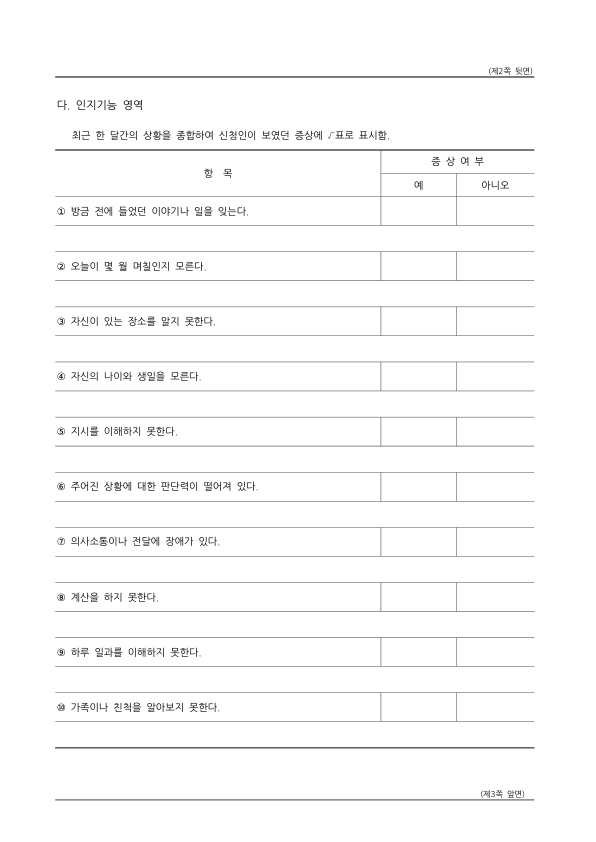 (제2쪽 뒷면)
다. 인지기능 영역
최근 한 달간의 상황을 종합하여 신청인이 보였던 증상에 √표로 표시함.
항 목
증 상 여 부
예 아니오
① 방금 전에 들었던 이야기나 일을 잊는다.
② 오늘이 몇 월 며칠인지 모른다.
③ 자신이 있는 장소를 알지 못한다.
④ 자신의 나이와 생일을 모른다.
⑤ 지시를 이해하지 못한다.
⑥ 주어진 상황에 대한 판단력이 떨어져 있다.
⑦ 의사소통이나 전달에 장애가 있다.
⑧ 계산을 하지 못한다.
⑨ 하루 일과를 이해하지 못한다.
⑩ 가족이나 친척을 알아보지 못한다.
(제3쪽 앞면)